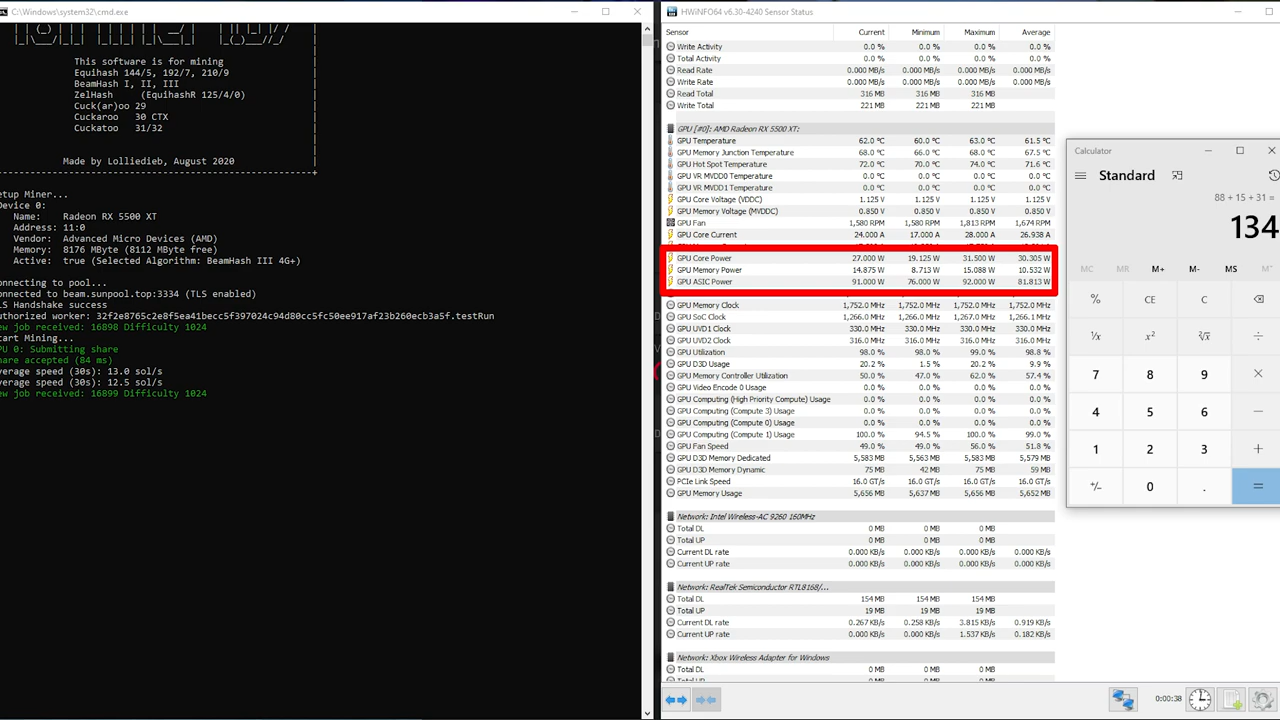 C:\Windows\system32\cmd.exe
This software is for mining
Equihash 144/5, 192/7, 210/9
BeamHash I, II, III
ZelHash (EquihashR 125/4/0)
Cuck(ar)oo 29
Cuckaroo 30 CTX
Cuckatoo 31/32
Made by Lolliedieb, August 2020
etup Miner...
evice 0:
Name: Radeon RX 5500 XT
Address: 11:0
Vendor: Advanced Micro Devices (AMD)
Memory: 8176 MByte (8112 MByte free)
Active: true (Selected Algorithm: BeamHash III 4G+)
onnecting to pool...
onnected to beam.sunpool.top:3334 (TLS enabled)
LS Handshake success
uthorized worker: 32f2e8765c2e8f5ea41becc5f397024c94d80cc5fc50ee917af23b260ecb3a5f.testRun
ew job received: 16898 Difficulty 1024
tart Mining...
PU 0: Submitting share
hare accepted (84 ms)
verage speed (30s): 13.0 sol/s
verage speed (30s): 12.5 sol/s
ew job received: 16899 Difficulty 1024
HWiNFO64 v6.30-4240 Sensor Status
Sensor Current Minimum Maximum Average
Write Activity 0.0 % 0.0 % 0.0 % 0.0 %
Total Activity 0.0 % 0.0 % 0.0 % 0.0 %
Read Rate 0.000 MB/s 0.000 MB/s 0.000 MB/s 0.000 MB/s
Write Rate 0.000 MB/s 0.000 MB/s 0.000 MB/s 0.000 MB/s
Read Total 316 MB 316 MB 316 MB
Write Total 221 MB 221 MB 221 MB
GPU [#0]: AMD Radeon RX 5500 XT:
GPU Temperature 62.0 °C 60.0 °C 63.0 °C 61.5 °C
GPU Memory Junction Temperature 68.0 °C 66.0 °C 68.0 °C 67.5 °C
GPU Hot Spot Temperature 72.0 °C 70.0 °C 74.0 °C 71.6 °C
GPU VR MVDD0 Temperature 0.0 °C 0.0 °C 0.0 °C 0.0 °C
GPU VR MVDD1 Temperature 0.0 °C 0.0 °C 0.0 °C 0.0 °C
GPU Core Voltage (VDDC) 1.125 V 1.125 V 1.125 V 1.125 V
GPU Memory Voltage (MVDDC) 0.850 V 0.850 V 0.850 V 0.850 V
GPU Fan 1,580 RPM 1,580 RPM 1,813 RPM 1,674 RPM
GPU Core Current 24.000 A 17.000 A 28.000 A 26.938 A
GPU Core Power 27.000 W 19.125 W 31.500 W 30.305 W
GPU Memory Power 14.875 W 8.713 W 15.088 W 10.532 W
GPU ASIC Power 91.000 W 76.000 W 92.000 W 81.813 W
GPU Memory Clock 1,752.0 MHz 1,752.0 MHz 1,752.0 MHz 1,752.0 MHz
GPU SoC Clock 1,266.0 MHz 1,266.0 MHz 1,267.0 MHz 1,266.1 MHz
GPU UVD1 Clock 330.0 MHz 330.0 MHz 330.0 MHz 330.0 MHz
GPU UVD2 Clock 316.0 MHz 316.0 MHz 316.0 MHz 316.0 MHz
GPU Utilization 98.0 % 98.0 % 99.0 % 98.8 %
GPU D3D Usage 20.2 % 1.5 % 20.2 % 9.9 %
GPU Memory Controller Utilization 50.0 % 47.0 % 62.0 % 57.4 %
GPU Video Encode 0 Usage 0.0 % 0.0 % 0.0 % 0.0 %
GPU Computing (High Priority Compute) Usage 0.0 % 0.0 % 0.0 % 0.0 %
GPU Computing (Compute 3) Usage 0.0 % 0.0 % 0.0 % 0.0 %
GPU Computing (Compute 0) Usage 0.0 % 0.0 % 0.0 % 0.0 %
GPU Computing (Compute 1) Usage 100.0 % 94.5 % 100.0 % 99.0 %
GPU Fan Speed 49.0 % 49.0 % 56.0 % 51.8 %
GPU D3D Memory Dedicated 5,583 MB 5,563 MB 5,583 MB 5,579 MB
GPU D3D Memory Dynamic 75 MB 42 MB 75 MB 59 MB
PCIe Link Speed 16.0 GT/s 16.0 GT/s 16.0 GT/s 16.0 GT/s
GPU Memory Usage 5,656 MB 5,637 MB 5,656 MB 5,652 MB
Network: Intel Wireless-AC 9260 160MHz
Total DL 0 MB 0 MB 0 MB
Total UP 0 MB 0 MB 0 MB
Current DL rate 0.000 KB/s 0.000 KB/s 0.000 KB/s 0.000 KB/s
Current UP rate 0.000 KB/s 0.000 KB/s 0.000 KB/s 0.000 KB/s
Network: RealTek Semiconductor RTL8168/...
Total DL 154 MB 154 MB 154 MB
Total UP 19 MB 19 MB 19 MB
Current DL rate 0.267 KB/s 0.258 KB/s 3.815 KB/s 0.919 KB/s
Current UP rate 0.000 KB/s 0.000 KB/s 1.537 KB/s 0.182 KB/s
Network: Xbox Wireless Adapter for Windows
Total DL 0 MB 0 MB 0 MB
0:00:38
Calculator
Standard
88 + 15 + 31 =
134
MC MR M+ M- MS M˅
% CE C
¹/x x² ²√x ÷
7 8 9 ×
4 5 6 −
1 2 3 +
+/− 0 . =